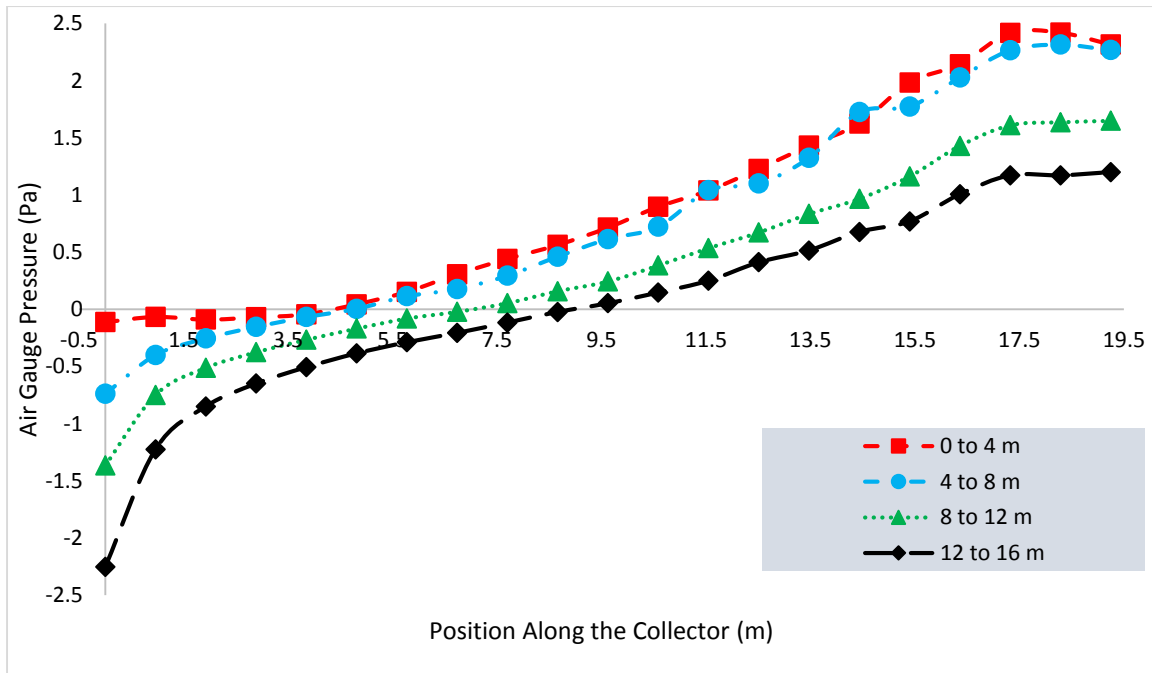 2.5
2
1.5
1
0.5
0
-0.5
-1
-1.5
-2
-2.5
-0.5 1.5 3.5 5.5 7.5 9.5 11.5 13.5 15.5 17.5 19.5
Air Gauge Pressure (Pa)
Position Along the Collector (m)
0 to 4 m
4 to 8 m
8 to 12 m
12 to 16 m